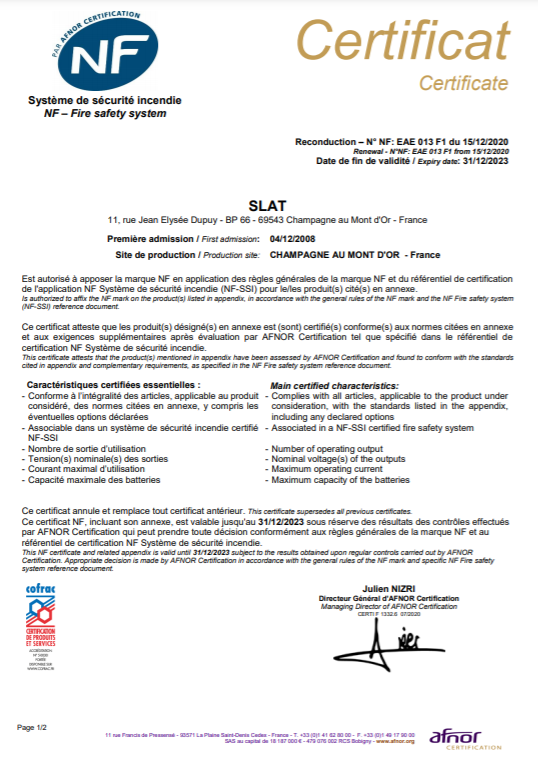 PAR AFNOR CERTIFICATION
NF
Certificat
Certificate
Système de sécurité incendie
NF – Fire safety system
Reconduction – N° NF: EAE 013 F1 du 15/12/2020
Renewal - N°NF: EAE 013 F1 from 15/12/2020
Date de fin de validité / Expiry date: 31/12/2023
SLAT
11, rue Jean Elysée Dupuy - BP 66 - 69543 Champagne au Mont d'Or - France
Première admission / First admission: 04/12/2008
Site de production / Production site: CHAMPAGNE AU MONT D'OR - France
Est autorisé à apposer la marque NF en application des règles générales de la marque NF et du référentiel de certification
de l'application NF Système de sécurité incendie (NF-SSI) pour le/les produit(s) cité(s) en annexe.
Is authorized to affix the NF mark on the product(s) listed in appendix, in accordance with the general rules of the NF mark and the NF Fire safety system
(NF-SSI) reference document.
Ce certificat atteste que les produit(s) désigné(s) en annexe est (sont) certifié(s) conforme(s) aux normes citées en annexe
et aux exigences supplémentaires après évaluation par AFNOR Certification tel que spécifié dans le référentiel de
certification NF Système de sécurité incendie.
This certificate attests that the product(s) mentioned in appendix have been assessed by AFNOR Certification and found to conform with the standards
cited in appendix and complementary requirements, as specified in the NF Fire safety system reference document.
Caractéristiques certifiées essentielles :
- Conforme à l'intégralité des articles, applicable au produit
considéré, des normes citées en annexe, y compris les
éventuelles options déclarées
- Associable dans un système de sécurité incendie certifié
NF-SSI
- Nombre de sortie d'utilisation
- Tension(s) nominale(s) des sorties
- Courant maximal d'utilisation
- Capacité maximale des batteries
Main certified characteristics:
- Complies with all articles, applicable to the product under
consideration, with the standards listed in the appendix,
including any declared options
- Associated in a NF-SSI certified fire safety system
- Number of operating output
- Nominal voltage(s) of the outputs
- Maximum operating current
- Maximum capacity of the batteries
Ce certificat annule et remplace tout certificat antérieur. This certificate supersedes all previous certificates.
Ce certificat NF, incluant son annexe, est valable jusqu'au 31/12/2023 sous réserve des résultats des contrôles effectués
par AFNOR Certification qui peut prendre toute décision conformément aux règles générales de la marque NF et au
référentiel de certification NF Système de sécurité incendie.
This NF certificate and related appendix is valid until 31/12/2023 subject to the results obtained upon regular controls carried out by AFNOR
Certification. Appropriate decision is made by AFNOR Certification in accordance with the general rules of the NF mark and specific NF Fire safety
system reference document.
cofrac
CERTIFICATION
DE PRODUITS
ET SERVICES
ACCREDITATION
PORTEE
DISPONIBLE SUR
WWW.COFRAC.FR
Julien NIZRI
Directeur Général d'AFNOR Certification
Managing Director of AFNOR Certification
CERTI F 1332.6 07/2020
Page 1/2
11 rue Francis de Pressensé - 93571 La Plaine Saint-Denis Cedex - France - T. +33 (0)1 41 62 80 00 - F. +33 (0)1 49 17 90 00
SAS au capital de 18 187 000 € - 479 076 002 RCS Bobigny - www.afnor.org
afnor
CERTIFICATION